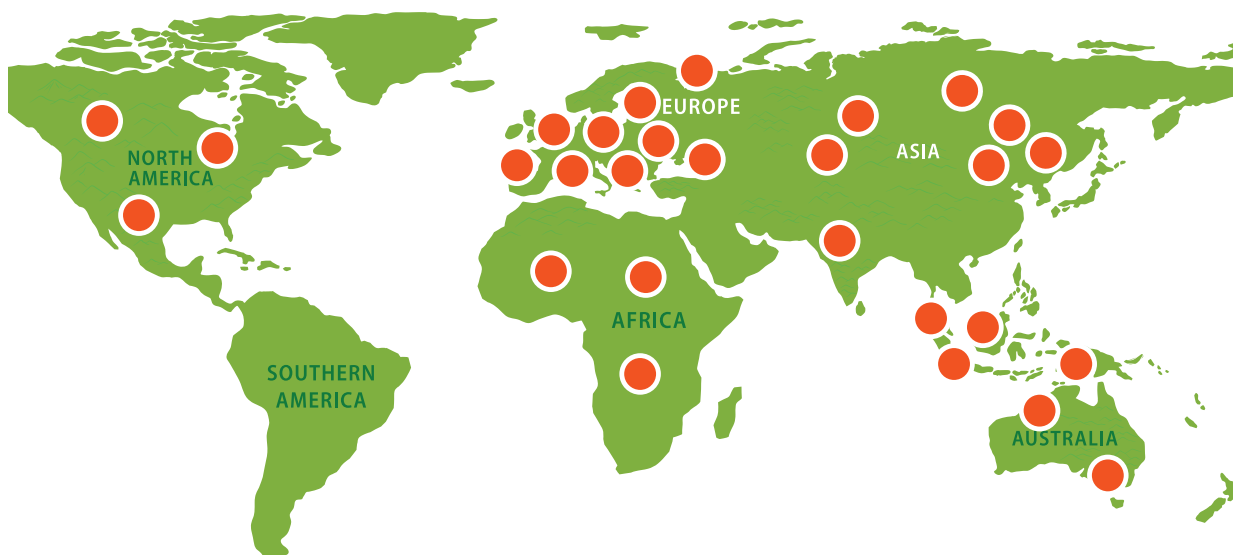 NORTH
AMERICA
SOUTHERN
AMERICA
EUROPE
AFRICA
ASIA
AUSTRALIA